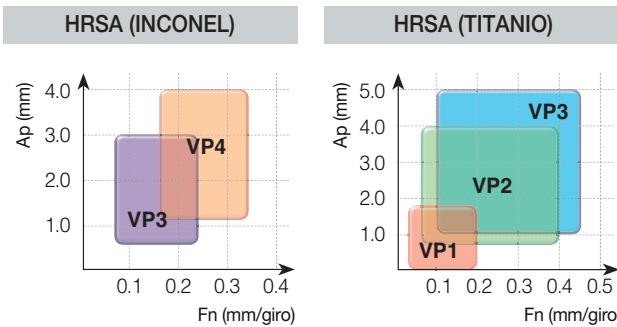 HRSA (INCONEL)
Ap (mm)
4.0
3.0
2.0
1.0
VP4
VP3
0.1 0.2 0.3 0.4
Fn (mm/giro)
HRSA (TITANIO)
Ap (mm)
5.0
4.0
3.0
2.0
1.0
VP3
VP2
VP1
0.1 0.2 0.3 0.4 0.5
Fn (mm/giro)